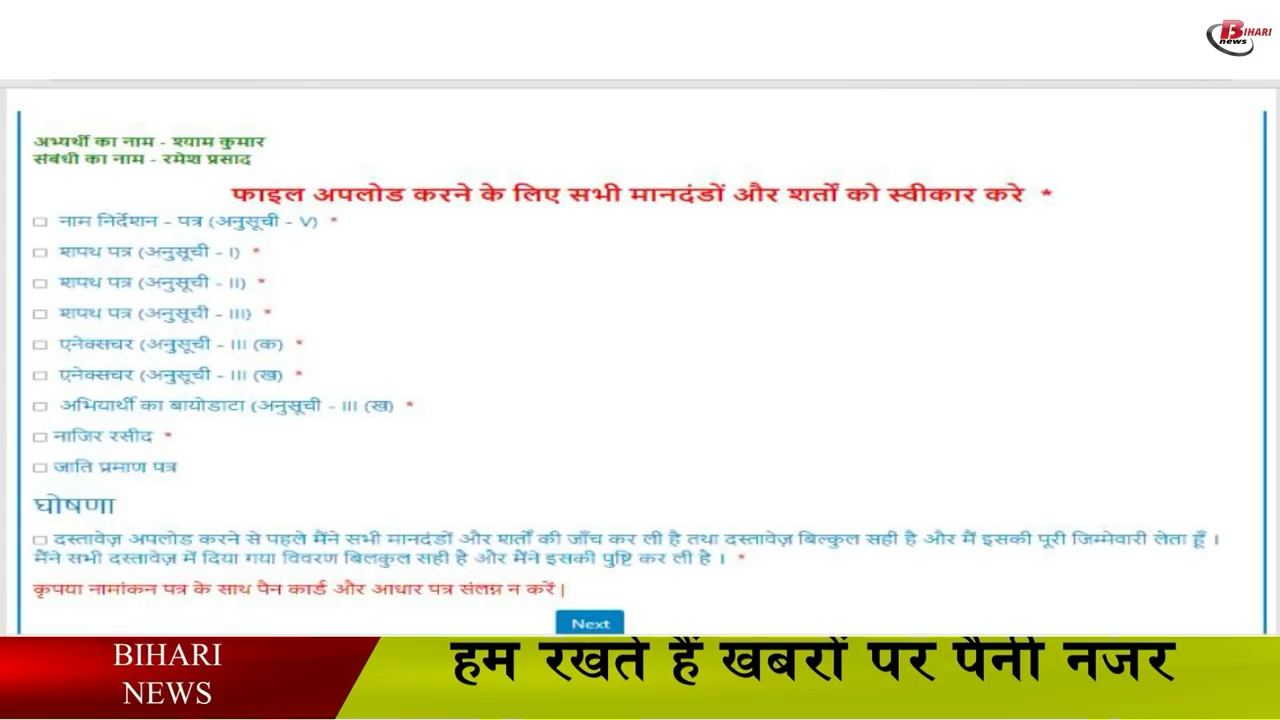 BIHARI
news
अभ्यर्थी का नाम - श्याम कुमार
संबंधी का नाम - रमेश प्रसाद
फाइल अपलोड करने के लिए सभी मानदंडों और शर्तों को स्वीकार करे *
नाम निर्देशन - पत्र (अनुसूची - V) *
शपथ पत्र (अनुसूची - I) *
शपथ पत्र (अनुसूची - II) *
शपथ पत्र (अनुसूची - III) *
एनेक्सचर (अनुसूची - III (क) *
एनेक्सचर (अनुसूची - III (ख) *
अभियार्थी का बायोडाटा (अनुसूची - III (ख) *
नाजिर रसीद *
जाति प्रमाण पत्र
घोषणा
दस्तावेज़ अपलोड करने से पहले मैंने सभी मानदंडों और शर्तों की जाँच कर ली है तथा दस्तावेज़ बिल्कुल सही है और मैं इसकी पूरी जिम्मेवारी लेता हूँ ।
मैंने सभी दस्तावेज़ में दिया गया विवरण बिलकुल सही है और मैंने इसकी पुष्टि कर ली है । *
कृपया नामांकन पत्र के साथ पैन कार्ड और आधार पत्र संलग्न न करें |
Next
BIHARI
NEWS
हम रखते हैं खबरों पर पैनी नजर